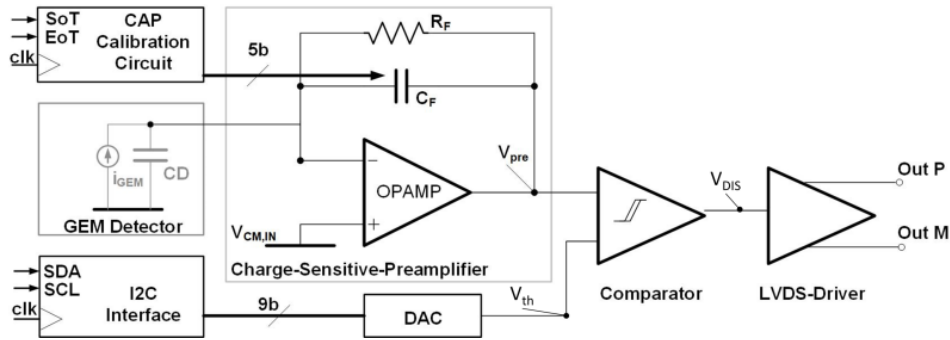 SoT
EoT
clk
CAP
Calibration
Circuit
5b
R_F
C_F
i_GEM
CD
GEM Detector
OPAMP
−
+
V_CM,IN
V_pre
Charge-Sensitive-Preamplifier
SDA
SCL
clk
I2C
Interface
9b
DAC
V_th
Comparator
V_DIS
LVDS-Driver
Out P
Out M